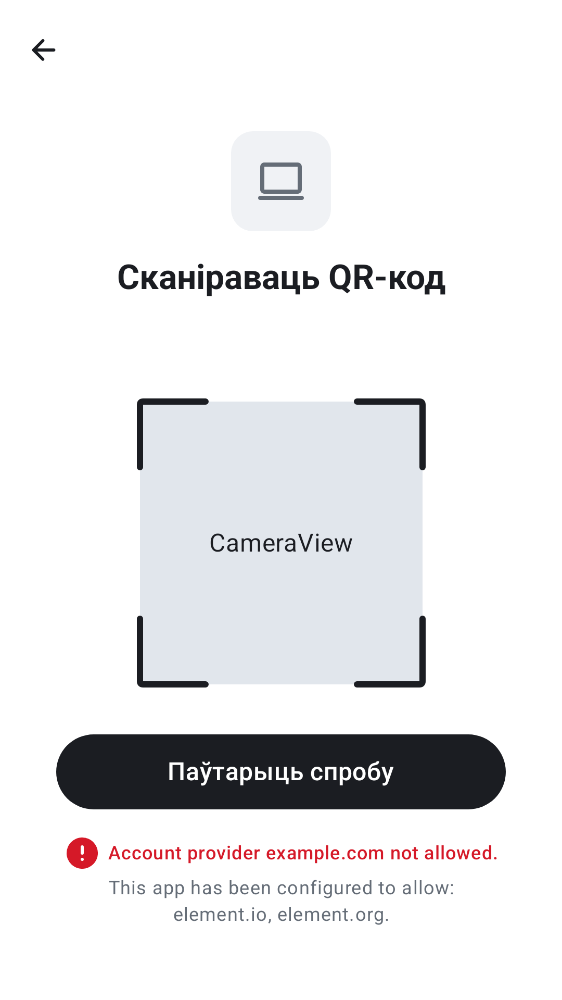 Сканіраваць QR-код
CameraView
Паўтарыць спробу
Account provider example.com not allowed.
This app has been configured to allow:
element.io, element.org.